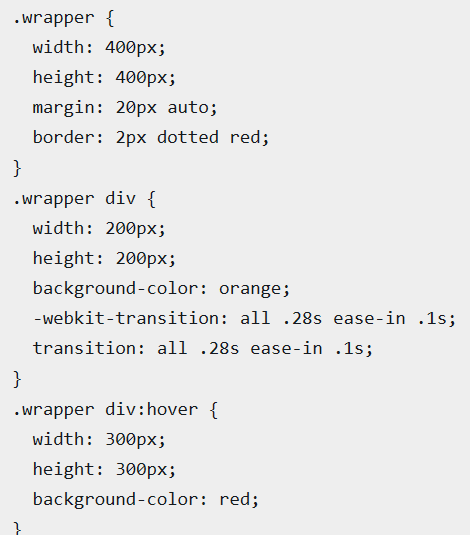 .wrapper {
  width: 400px;
  height: 400px;
  margin: 20px auto;
  border: 2px dotted red;
}
.wrapper div {
  width: 200px;
  height: 200px;
  background-color: orange;
  -webkit-transition: all .28s ease-in .1s;
  transition: all .28s ease-in .1s;
}
.wrapper div:hover {
  width: 300px;
  height: 300px;
  background-color: red;
}